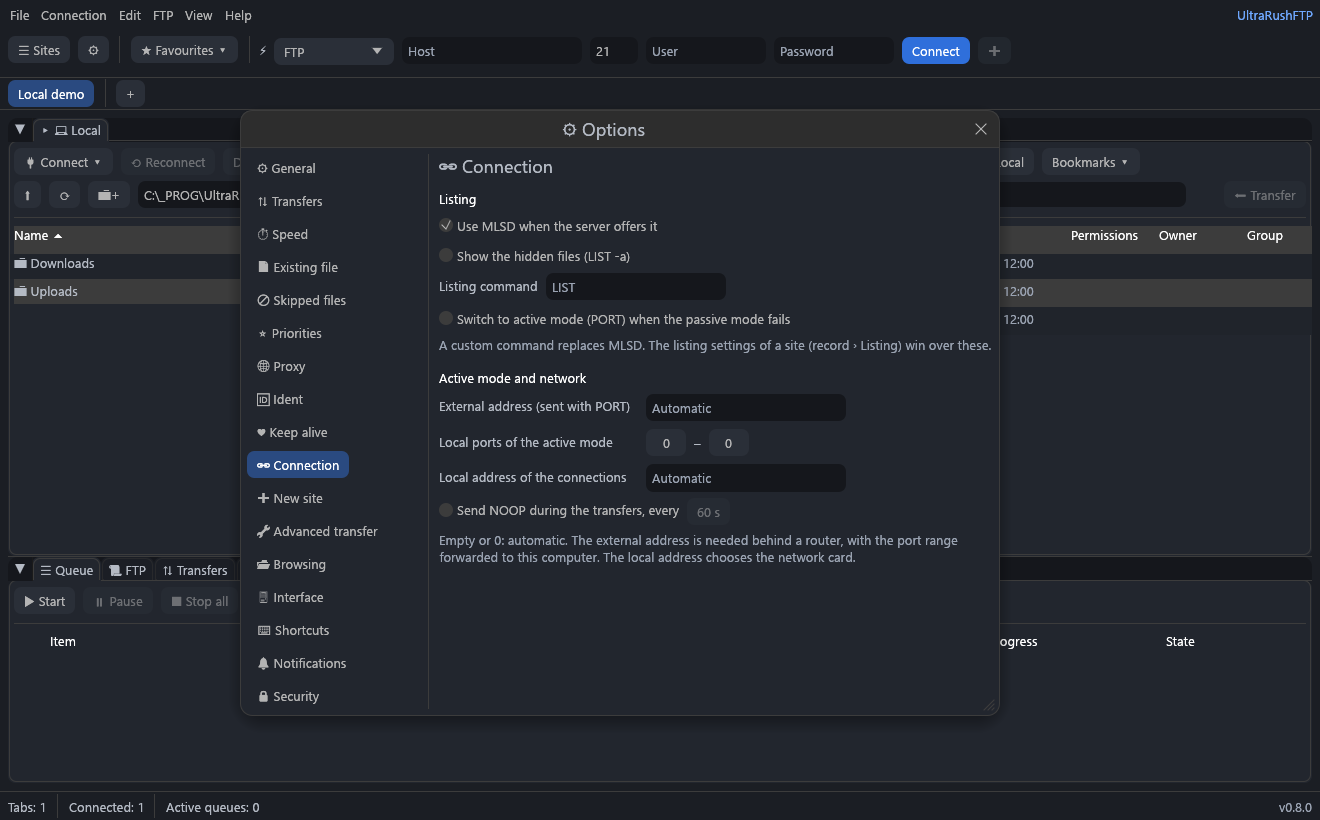 File Connection Edit FTP View Help UltraRushFTP
Sites Favourites FTP Host 21 User Password Connect +
Local demo +
Local
Connect Reconnect D
ocal Bookmarks
C:\_PROG\UltraR
Transfer
Name Permissions Owner Group
Downloads 12:00
Uploads 12:00
12:00
Options
General
Transfers
Speed
Existing file
Skipped files
Priorities
Proxy
Ident
Keep alive
Connection
New site
Advanced transfer
Browsing
Interface
Shortcuts
Notifications
Security
Connection
Listing
Use MLSD when the server offers it
Show the hidden files (LIST -a)
Listing command LIST
Switch to active mode (PORT) when the passive mode fails
A custom command replaces MLSD. The listing settings of a site (record › Listing) win over these.
Active mode and network
External address (sent with PORT) Automatic
Local ports of the active mode 0 – 0
Local address of the connections Automatic
Send NOOP during the transfers, every 60 s
Empty or 0: automatic. The external address is needed behind a router, with the port range
forwarded to this computer. The local address chooses the network card.
Queue FTP Transfers
Start Pause Stop all
Item ogress State
Tabs: 1 Connected: 1 Active queues: 0 v0.8.0